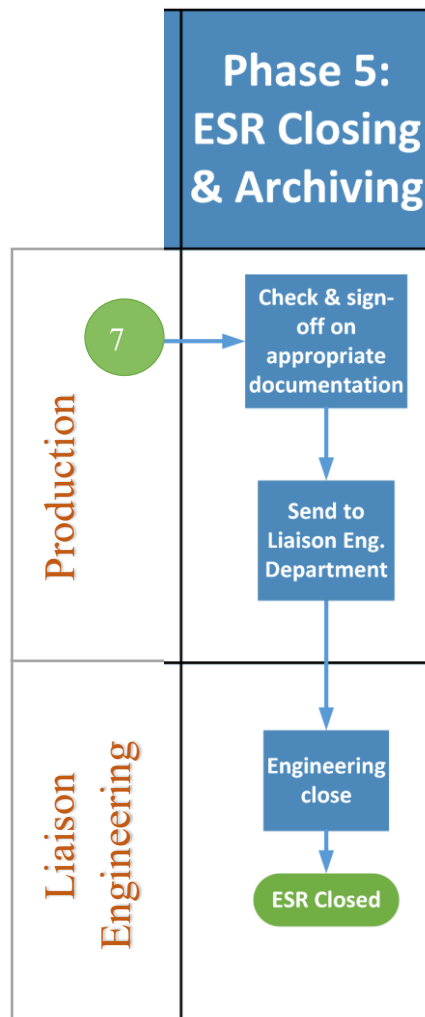 Phase 5:
ESR Closing
& Archiving
Production
7
Check & sign-
off on
appropriate
documentation
Send to
Liaison Eng.
Department
Liaison
Engineering
Engineering
close
ESR Closed